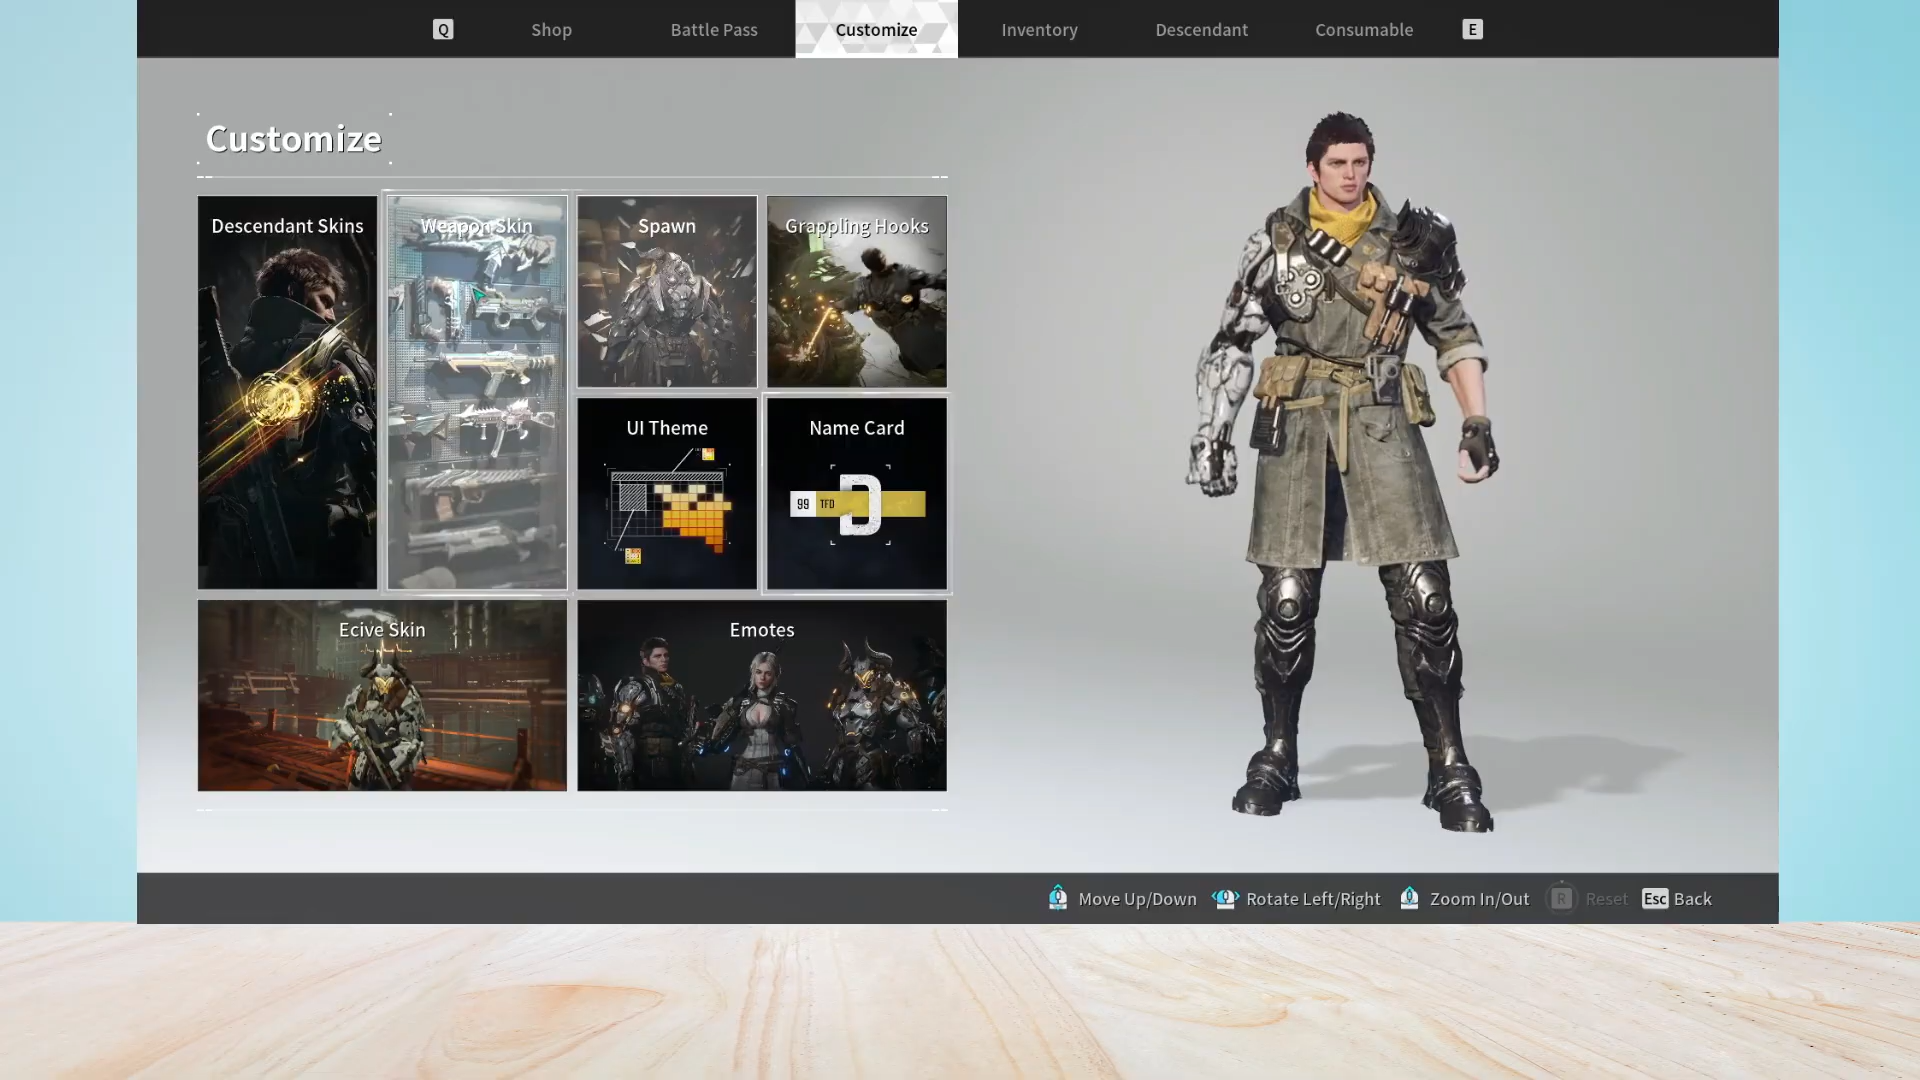 Q
Shop
Battle Pass
Customize
Inventory
Descendant
Consumable
E
Customize
Descendant Skins
Weapon Skin
Spawn
Grappling Hooks
UI Theme
Name Card
99
TFD
D
Ecive Skin
Emotes
Move Up/Down
Rotate Left/Right
Zoom In/Out
R
Reset
Esc
Back